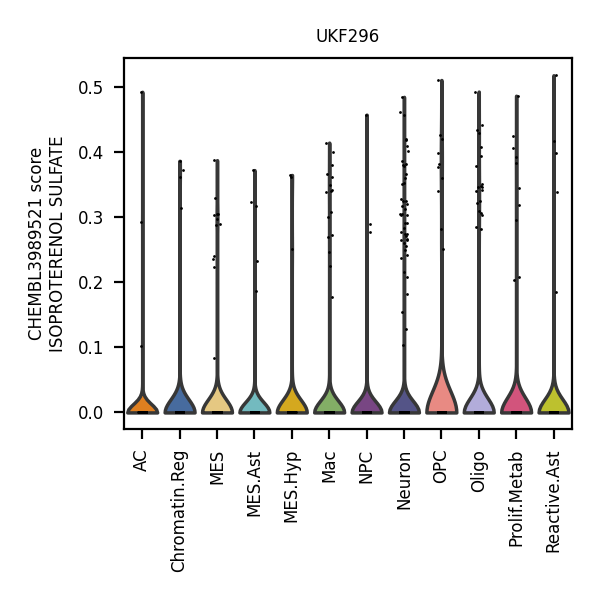 UKF296
CHEMBL3989521 score
ISOPROTERENOL SULFATE
0.5
0.4
0.3
0.2
0.1
0.0
AC
Chromatin.Reg
MES
MES.Ast
MES.Hyp
Mac
NPC
Neuron
OPC
Oligo
Prolif.Metab
Reactive.Ast